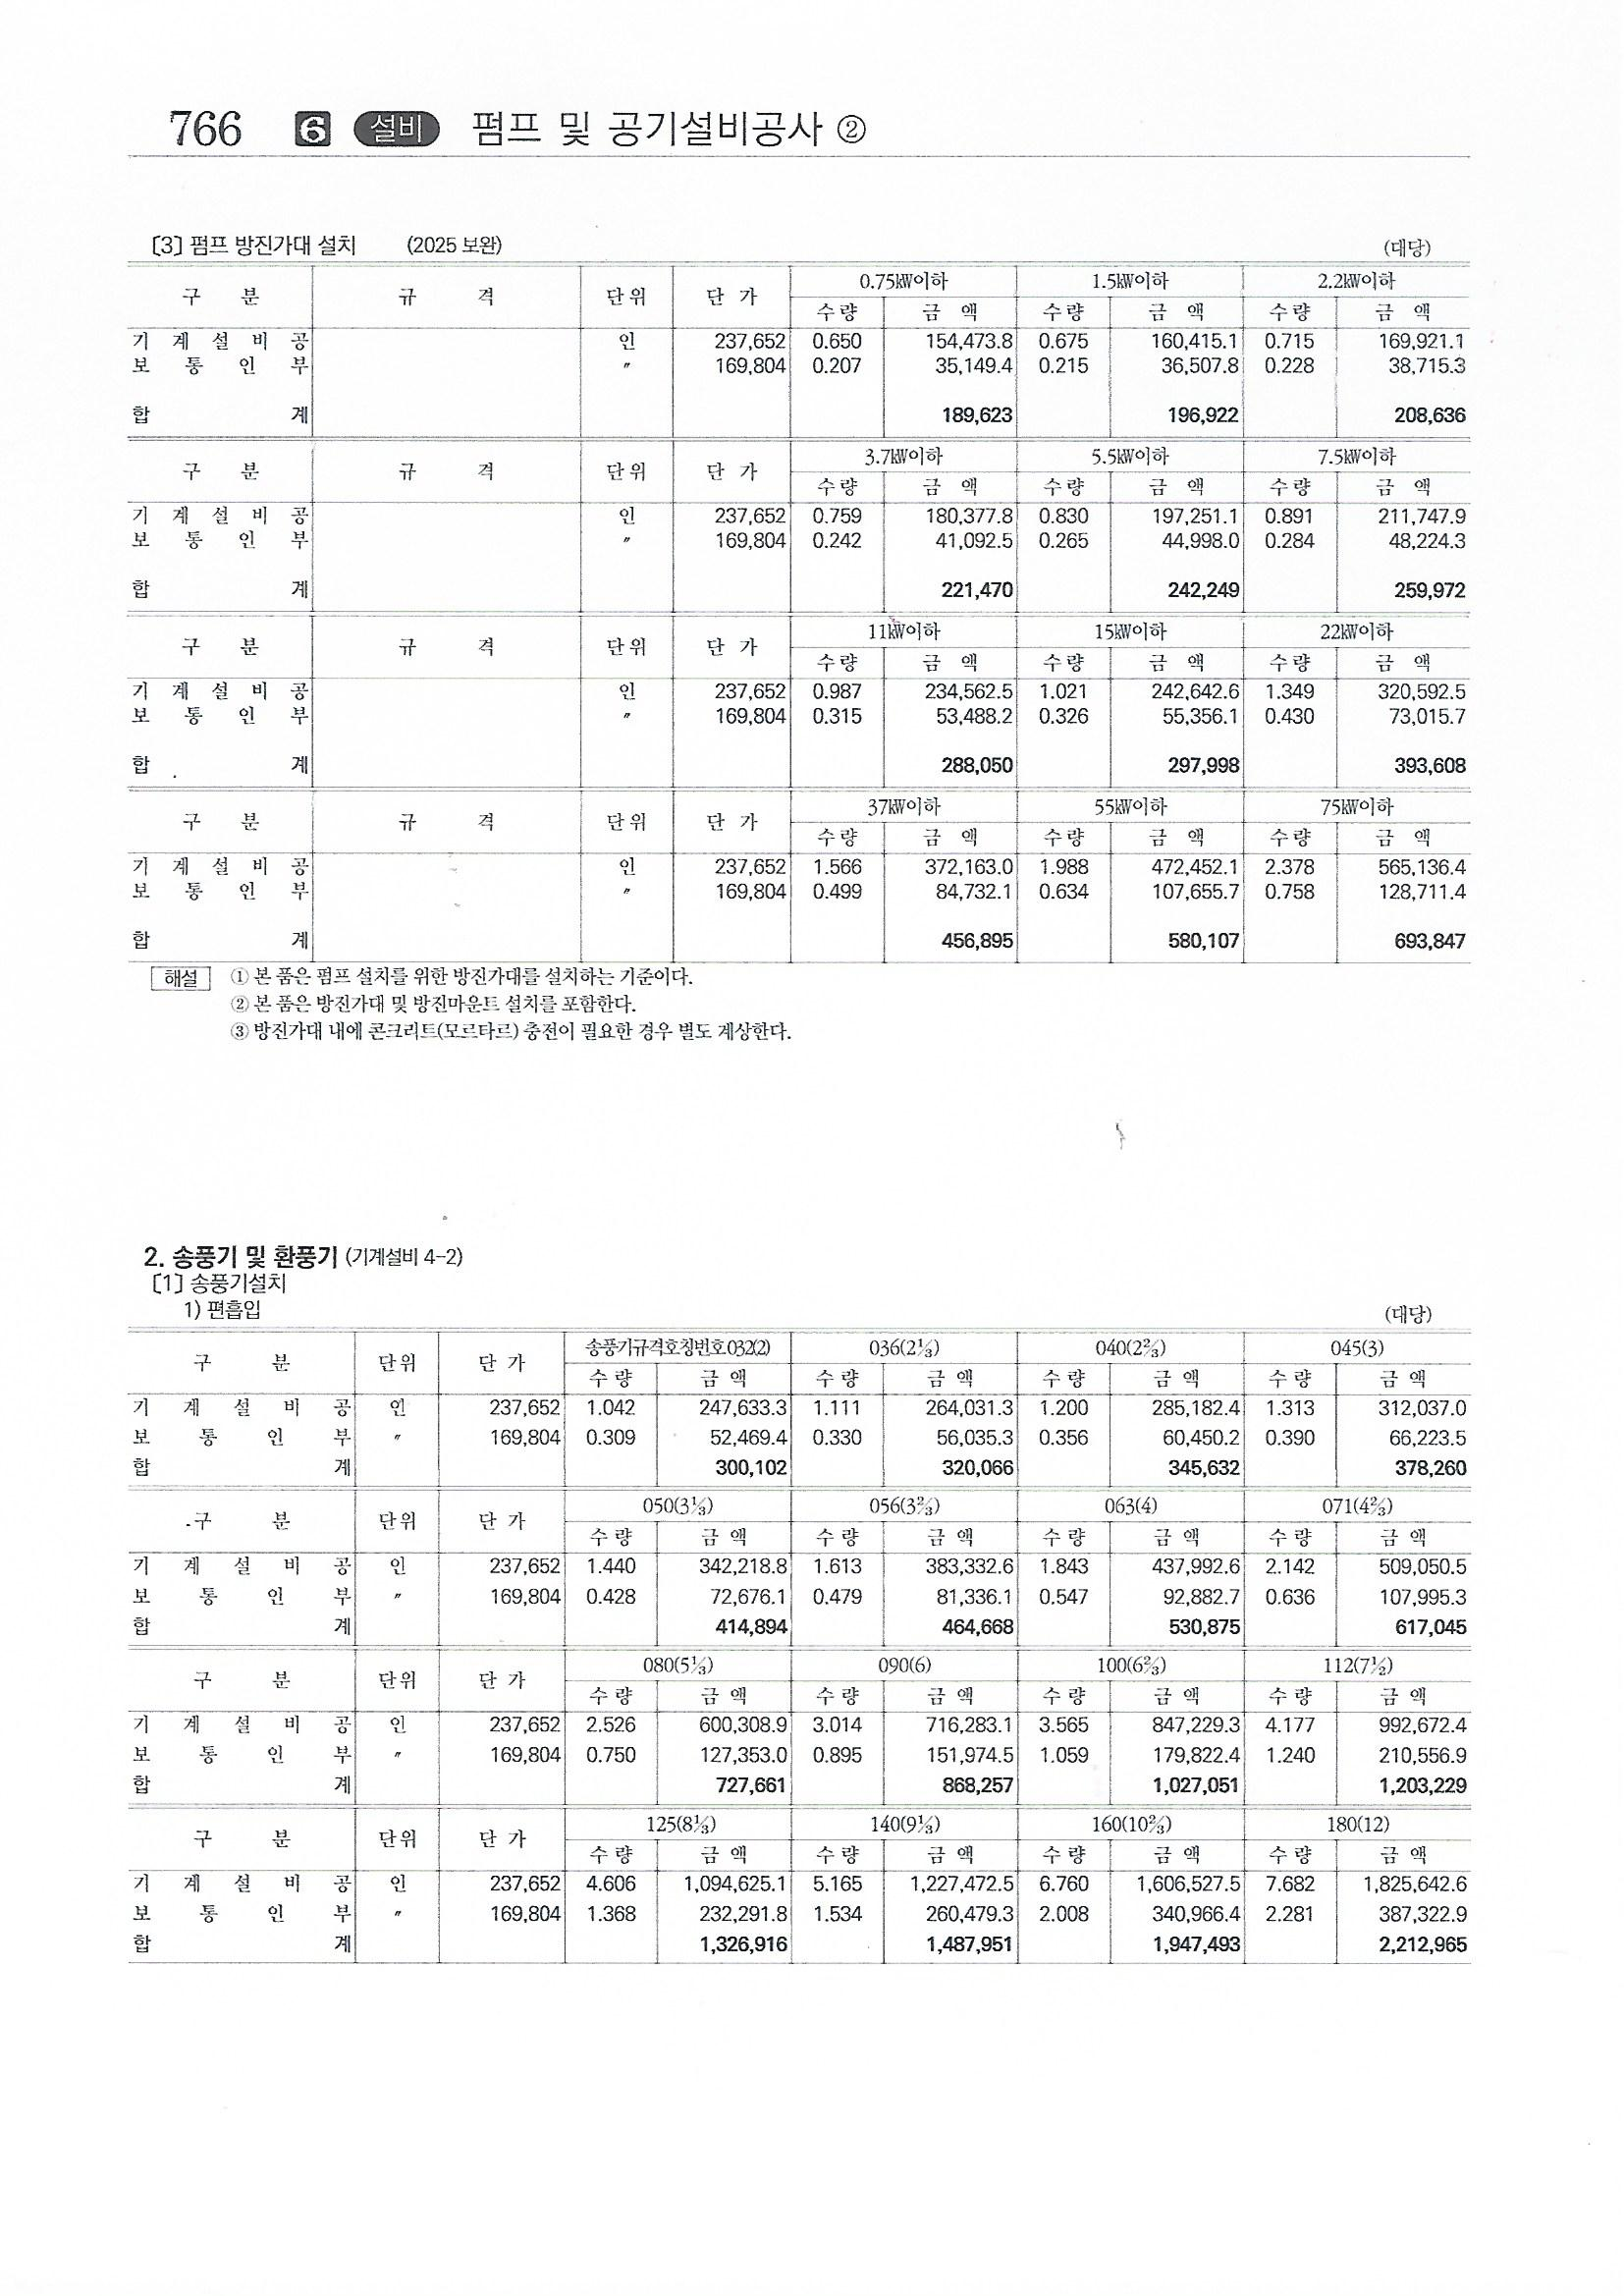 766 6 설비 펌프 및 공기설비공사 ②
〔3〕 펌프 방진가대 설치 (2025 보완) (대당)
구 분 규 격 단위 단 가 0.75㎾이하 1.5㎾이하 2.2㎾이하
수량 금 액 수량 금 액 수량 금 액
기 계 설 비 공 인 237,652 0.650 154,473.8 0.675 160,415.1 0.715 169,921.1
보 통 인 부 〃 169,804 0.207 35,149.4 0.215 36,507.8 0.228 38,715.3
합 계 189,623 196,922 208,636
구 분 규 격 단위 단 가 3.7㎾이하 5.5㎾이하 7.5㎾이하
수량 금 액 수량 금 액 수량 금 액
기 계 설 비 공 인 237,652 0.759 180,377.8 0.830 197,251.1 0.891 211,747.9
보 통 인 부 〃 169,804 0.242 41,092.5 0.265 44,998.0 0.284 48,224.3
합 계 221,470 242,249 259,972
구 분 규 격 단위 단 가 11㎾이하 15㎾이하 22㎾이하
수량 금 액 수량 금 액 수량 금 액
기 계 설 비 공 인 237,652 0.987 234,562.5 1.021 242,642.6 1.349 320,592.5
보 통 인 부 〃 169,804 0.315 53,488.2 0.326 55,356.1 0.430 73,015.7
합 계 288,050 297,998 393,608
구 분 규 격 단위 단 가 37㎾이하 55㎾이하 75㎾이하
수량 금 액 수량 금 액 수량 금 액
기 계 설 비 공 인 237,652 1.566 372,163.0 1.988 472,452.1 2.378 565,136.4
보 통 인 부 〃 169,804 0.499 84,732.1 0.634 107,655.7 0.758 128,711.4
합 계 456,895 580,107 693,847
해설 ① 본 품은 펌프 설치를 위한 방진가대를 설치하는 기준이다.
② 본 품은 방진가대 및 방진마운트 설치를 포함한다.
③ 방진가대 내에 콘크리트(모르타르) 충전이 필요한 경우 별도 계상한다.
2. 송풍기 및 환풍기 (기계설비 4-2)
〔1〕 송풍기설치
1) 편흡입 (대당)
구 분 단위 단 가 송풍기규격호칭번호 032(2) 036(2⅓) 040(2⅔) 045(3)
수 량 금 액 수 량 금 액 수 량 금 액 수 량 금 액
기 계 설 비 공 인 237,652 1.042 247,633.3 1.111 264,031.3 1.200 285,182.4 1.313 312,037.0
보 통 인 부 〃 169,804 0.309 52,469.4 0.330 56,035.3 0.356 60,450.2 0.390 66,223.5
합 계 300,102 320,066 345,632 378,260
구 분 단위 단 가 050(3⅓) 056(3⅔) 063(4) 071(4⅔)
수 량 금 액 수 량 금 액 수 량 금 액 수 량 금 액
기 계 설 비 공 인 237,652 1.440 342,218.8 1.613 383,332.6 1.843 437,992.6 2.142 509,050.5
보 통 인 부 〃 169,804 0.428 72,676.1 0.479 81,336.1 0.547 92,882.7 0.636 107,995.3
합 계 414,894 464,668 530,875 617,045
구 분 단위 단 가 080(5⅓) 090(6) 100(6⅔) 112(7½)
수 량 금 액 수 량 금 액 수 량 금 액 수 량 금 액
기 계 설 비 공 인 237,652 2.526 600,308.9 3.014 716,283.1 3.565 847,229.3 4.177 992,672.4
보 통 인 부 〃 169,804 0.750 127,353.0 0.895 151,974.5 1.059 179,822.4 1.240 210,556.9
합 계 727,661 868,257 1,027,051 1,203,229
구 분 단위 단 가 125(8⅓) 140(9⅓) 160(10⅔) 180(12)
수 량 금 액 수 량 금 액 수 량 금 액 수 량 금 액
기 계 설 비 공 인 237,652 4.606 1,094,625.1 5.165 1,227,472.5 6.760 1,606,527.5 7.682 1,825,642.6
보 통 인 부 〃 169,804 1.368 232,291.8 1.534 260,479.3 2.008 340,966.4 2.281 387,322.9
합 계 1,326,916 1,487,951 1,947,493 2,212,965